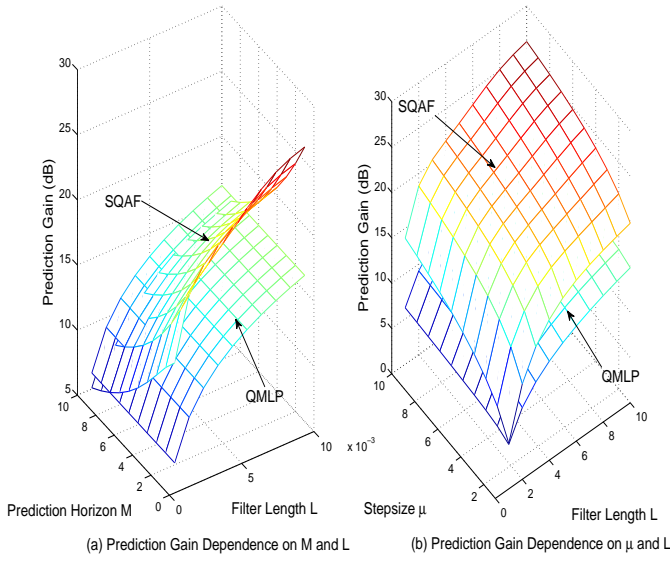 30
25
20
15
10
5
Prediction Gain (dB)
SQAF
QMLP
10
8
6
4
2
0
0
5
10
Prediction Horizon M
Filter Length L
(a) Prediction Gain Dependence on M and L
30
25
20
15
10
5
0
Prediction Gain (dB)
SQAF
QMLP
x 10⁻³
10
8
6
4
2
0
2
4
6
8
10
Stepsize μ
Filter Length L
(b) Prediction Gain Dependence on μ and L